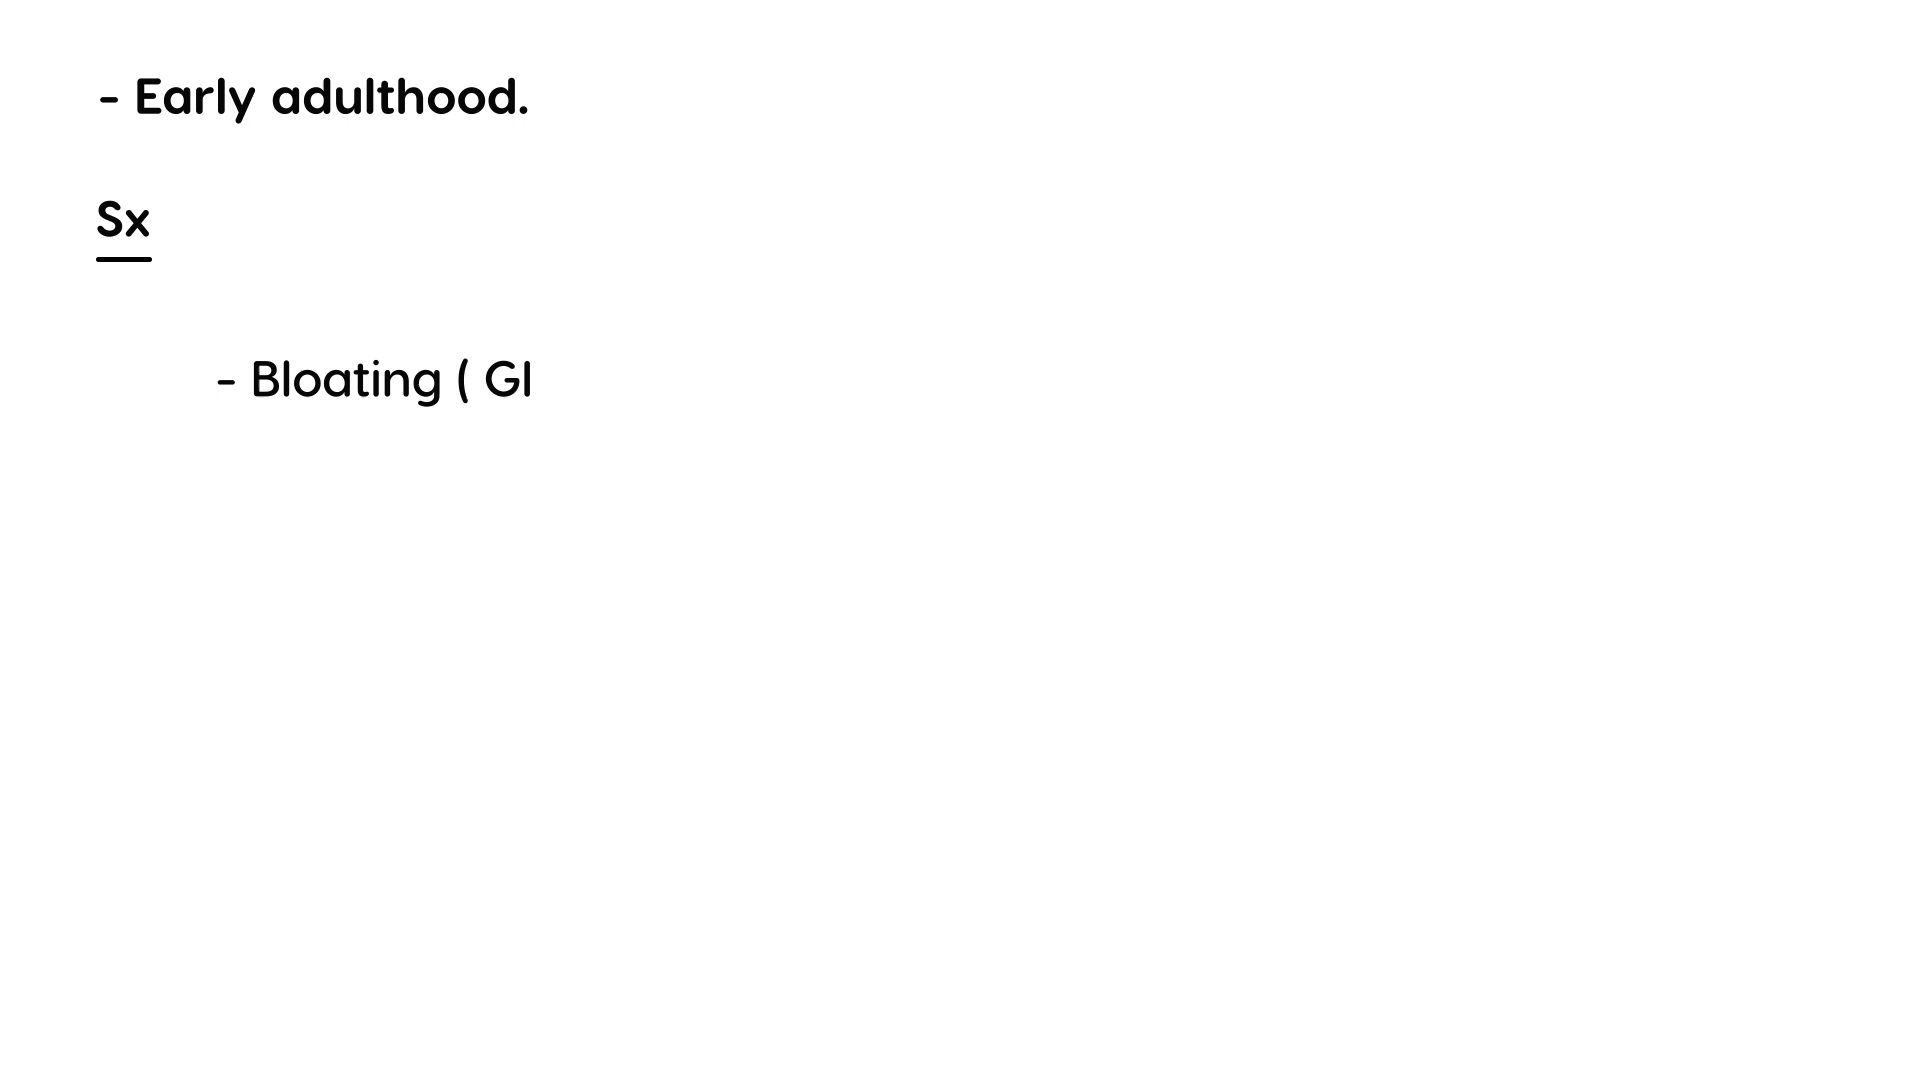 - Early adulthood.
Sx
- Bloating ( GI